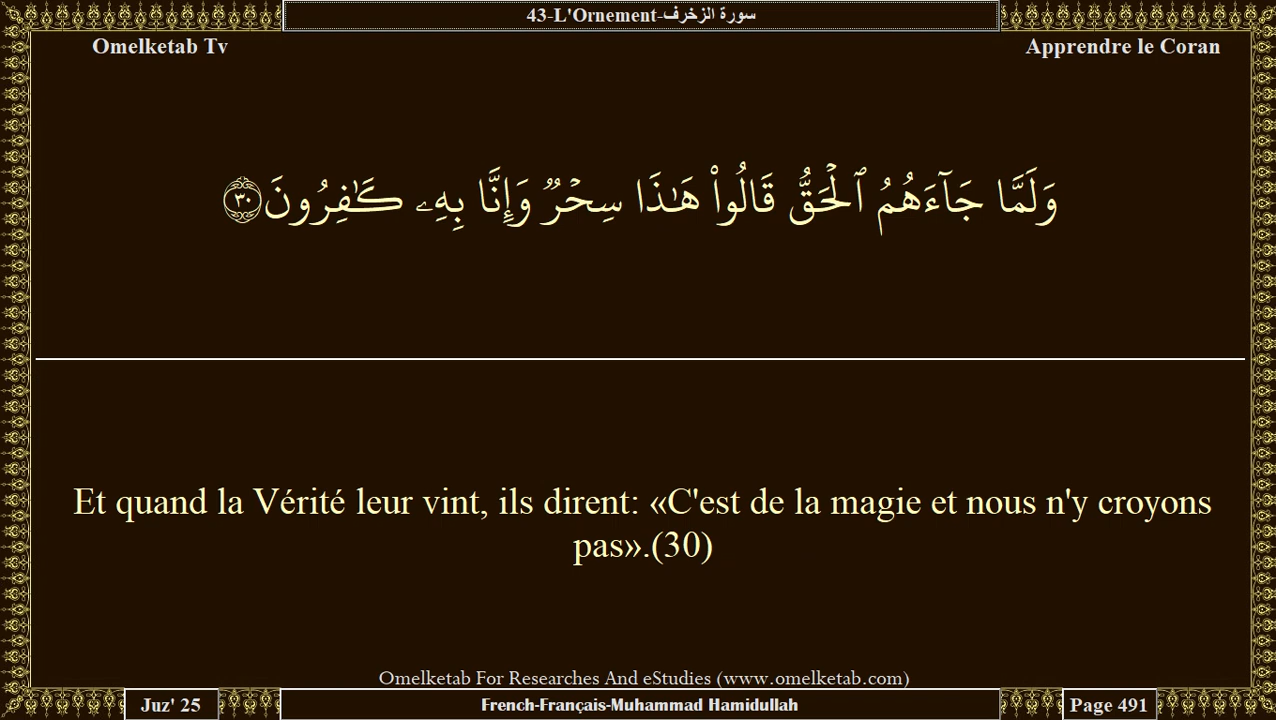 43-L'Ornement-سورة الزخرف
Omelketab Tv
Apprendre le Coran
وَلَمَّا جَآءَهُمُ ٱلْحَقُّ قَالُوا۟ هَـٰذَا سِحْرٌ وَإِنَّا بِهِۦ كَـٰفِرُونَ ٣٠
Et quand la Vérité leur vint, ils dirent: «C'est de la magie et nous n'y croyons
pas».(30)
Omelketab For Researches And eStudies (www.omelketab.com)
Juz' 25
French-Français-Muhammad Hamidullah
Page 491